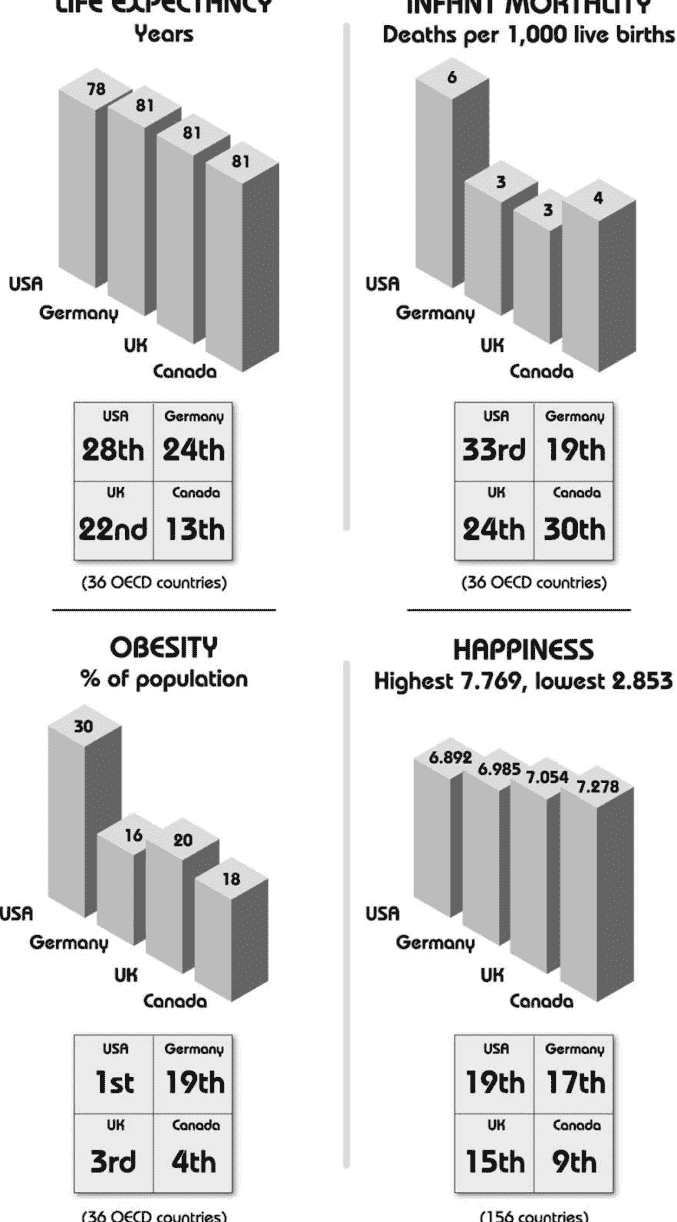 LIFE EXPECTANCY
Years
78
81
81
81
USA
Germany
UK
Canada
USA Germany
28th 24th
UK Canada
22nd 13th
(36 OECD countries)
INFANT MORTALITY
Deaths per 1,000 live births
6
3
3
4
USA
Germany
UK
Canada
USA Germany
33rd 19th
UK Canada
24th 30th
(36 OECD countries)
OBESITY
% of population
30
16
20
18
USA
Germany
UK
Canada
USA Germany
1st 19th
UK Canada
3rd 4th
(36 OECD countries)
HAPPINESS
Highest 7.769, lowest 2.853
6.892
6.985
7.054
7.278
USA
Germany
UK
Canada
USA Germany
19th 17th
UK Canada
15th 9th
(156 countries)